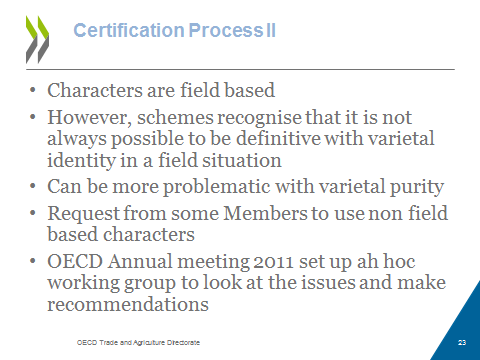 Certification Process II
• Characters are field based
• However, schemes recognise that it is not
always possible to be definitive with varietal
identity in a field situation
• Can be more problematic with varietal purity
• Request from some Members to use non field
based characters
• OECD Annual meeting 2011 set up ah hoc
working group to look at the issues and make
recommendations
OECD Trade and Agriculture Directorate
23